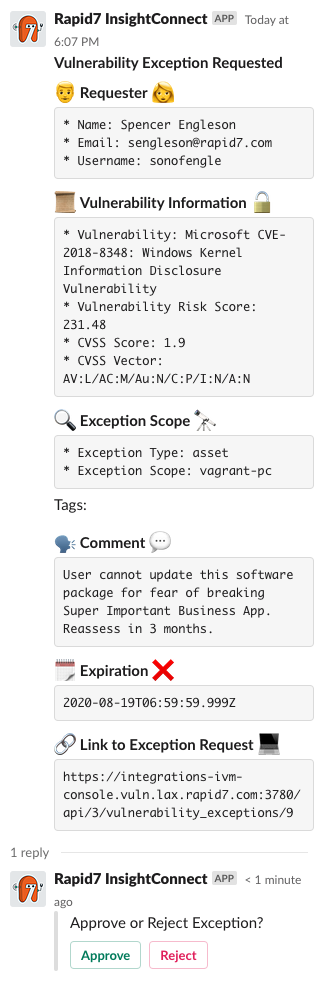 Rapid7 InsightConnect APP Today at
6:07 PM
Vulnerability Exception Requested
Requester
* Name: Spencer Engleson
* Email: sengleson@rapid7.com
* Username: sonofengle
Vulnerability Information
* Vulnerability: Microsoft CVE-
2018-8348: Windows Kernel
Information Disclosure
Vulnerability
* Vulnerability Risk Score:
231.48
* CVSS Score: 1.9
* CVSS Vector:
AV:L/AC:M/Au:N/C:P/I:N/A:N
Exception Scope
* Exception Type: asset
* Exception Scope: vagrant-pc
Tags:
Comment
User cannot update this software
package for fear of breaking
Super Important Business App.
Reassess in 3 months.
Expiration
2020-08-19T06:59:59.999Z
Link to Exception Request
https://integrations-ivm-
console.vuln.lax.rapid7.com:3780/
api/3/vulnerability_exceptions/9
1 reply
Rapid7 InsightConnect APP < 1 minute
ago
Approve or Reject Exception?
Approve Reject